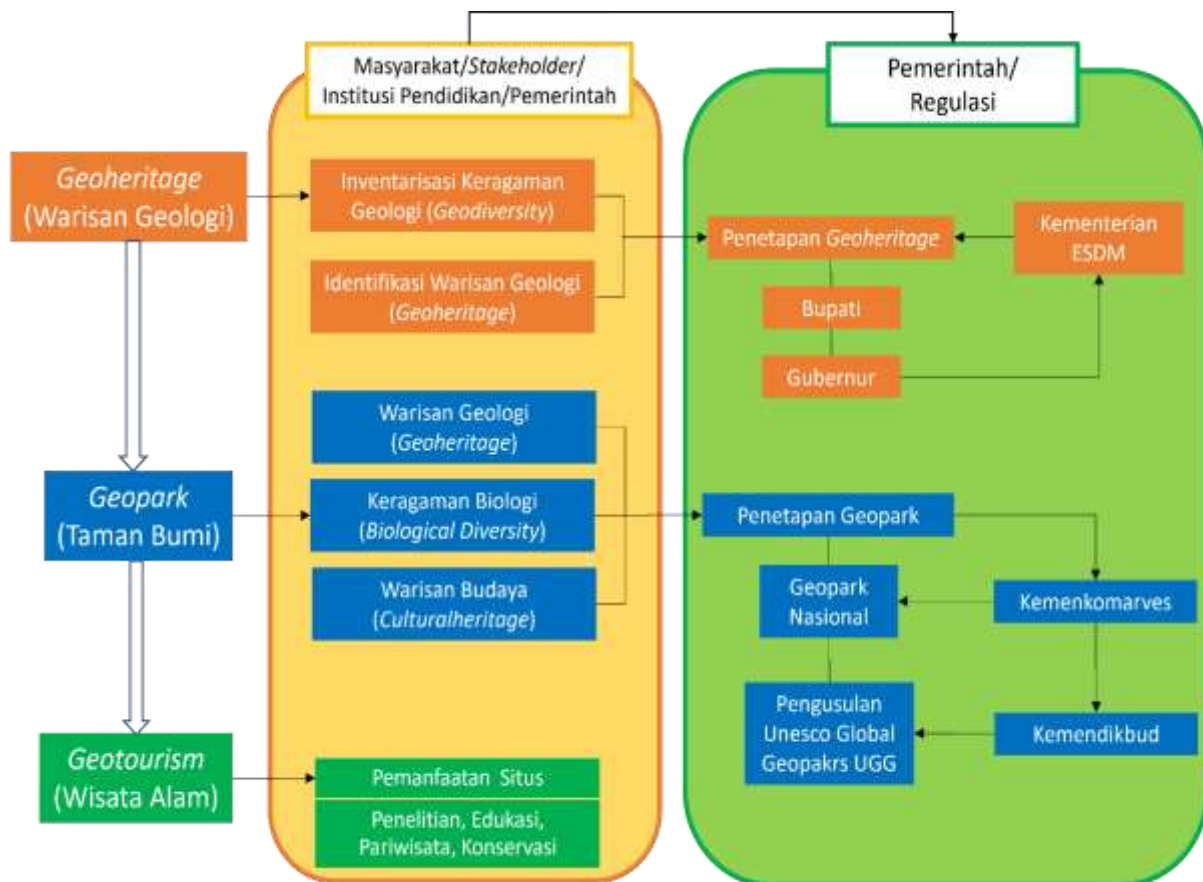 Masyarakat/Stakeholder/
Institusi Pendidikan/Pemerintah
Pemerintah/
Regulasi
Geoheritage
(Warisan Geologi)
Inventarisasi Keragaman
Geologi (Geodiversity)
Identifikasi Warisan Geologi
(Geoheritage)
Penetapan Geoheritage
Kementerian
ESDM
Bupati
Gubernur
Geopark
(Taman Bumi)
Warisan Geologi
(Geoheritage)
Keragaman Biologi
(Biological Diversity)
Warisan Budaya
(Culturalheritage)
Penetapan Geopark
Geopark
Nasional
Kemenkomarves
Pengusulan
Unesco Global
Geopakrs UGG
Kemendikbud
Geotourism
(Wisata Alam)
Pemanfaatan Situs
Penelitian, Edukasi,
Pariwisata, Konservasi